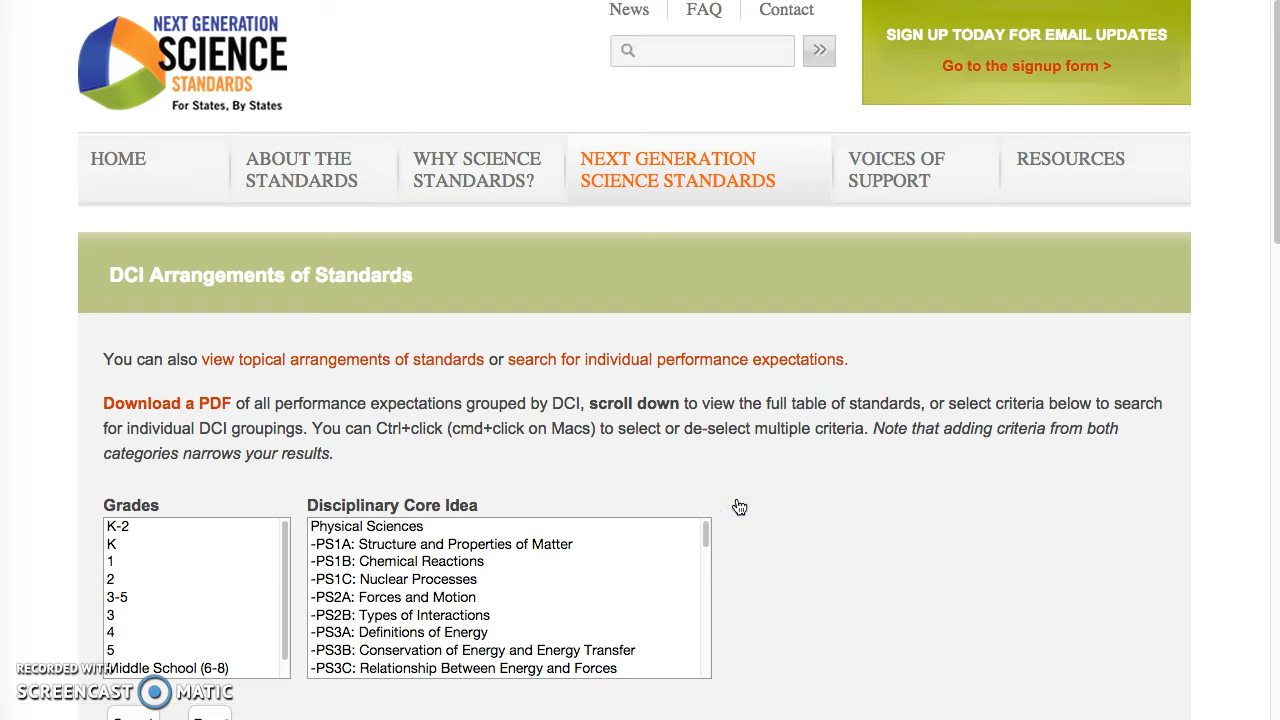 NEXT GENERATION
SCIENCE
STANDARDS
For States, By States
News
FAQ
Contact
>>
SIGN UP TODAY FOR EMAIL UPDATES
Go to the signup form >
HOME
ABOUT THE
STANDARDS
WHY SCIENCE
STANDARDS?
NEXT GENERATION
SCIENCE STANDARDS
VOICES OF
SUPPORT
RESOURCES
DCI Arrangements of Standards
You can also view topical arrangements of standards or search for individual performance expectations.
Download a PDF of all performance expectations grouped by DCI, scroll down to view the full table of standards, or select criteria below to search
for individual DCI groupings. You can Ctrl+click (cmd+click on Macs) to select or de-select multiple criteria. Note that adding criteria from both
categories narrows your results.
Grades
K-2
K
1
2
3-5
3
4
5
Middle School (6-8)
Disciplinary Core Idea
Physical Sciences
-PS1A: Structure and Properties of Matter
-PS1B: Chemical Reactions
-PS1C: Nuclear Processes
-PS2A: Forces and Motion
-PS2B: Types of Interactions
-PS3A: Definitions of Energy
-PS3B: Conservation of Energy and Energy Transfer
-PS3C: Relationship Between Energy and Forces
RECORDED WITH
SCREENCAST MATIC